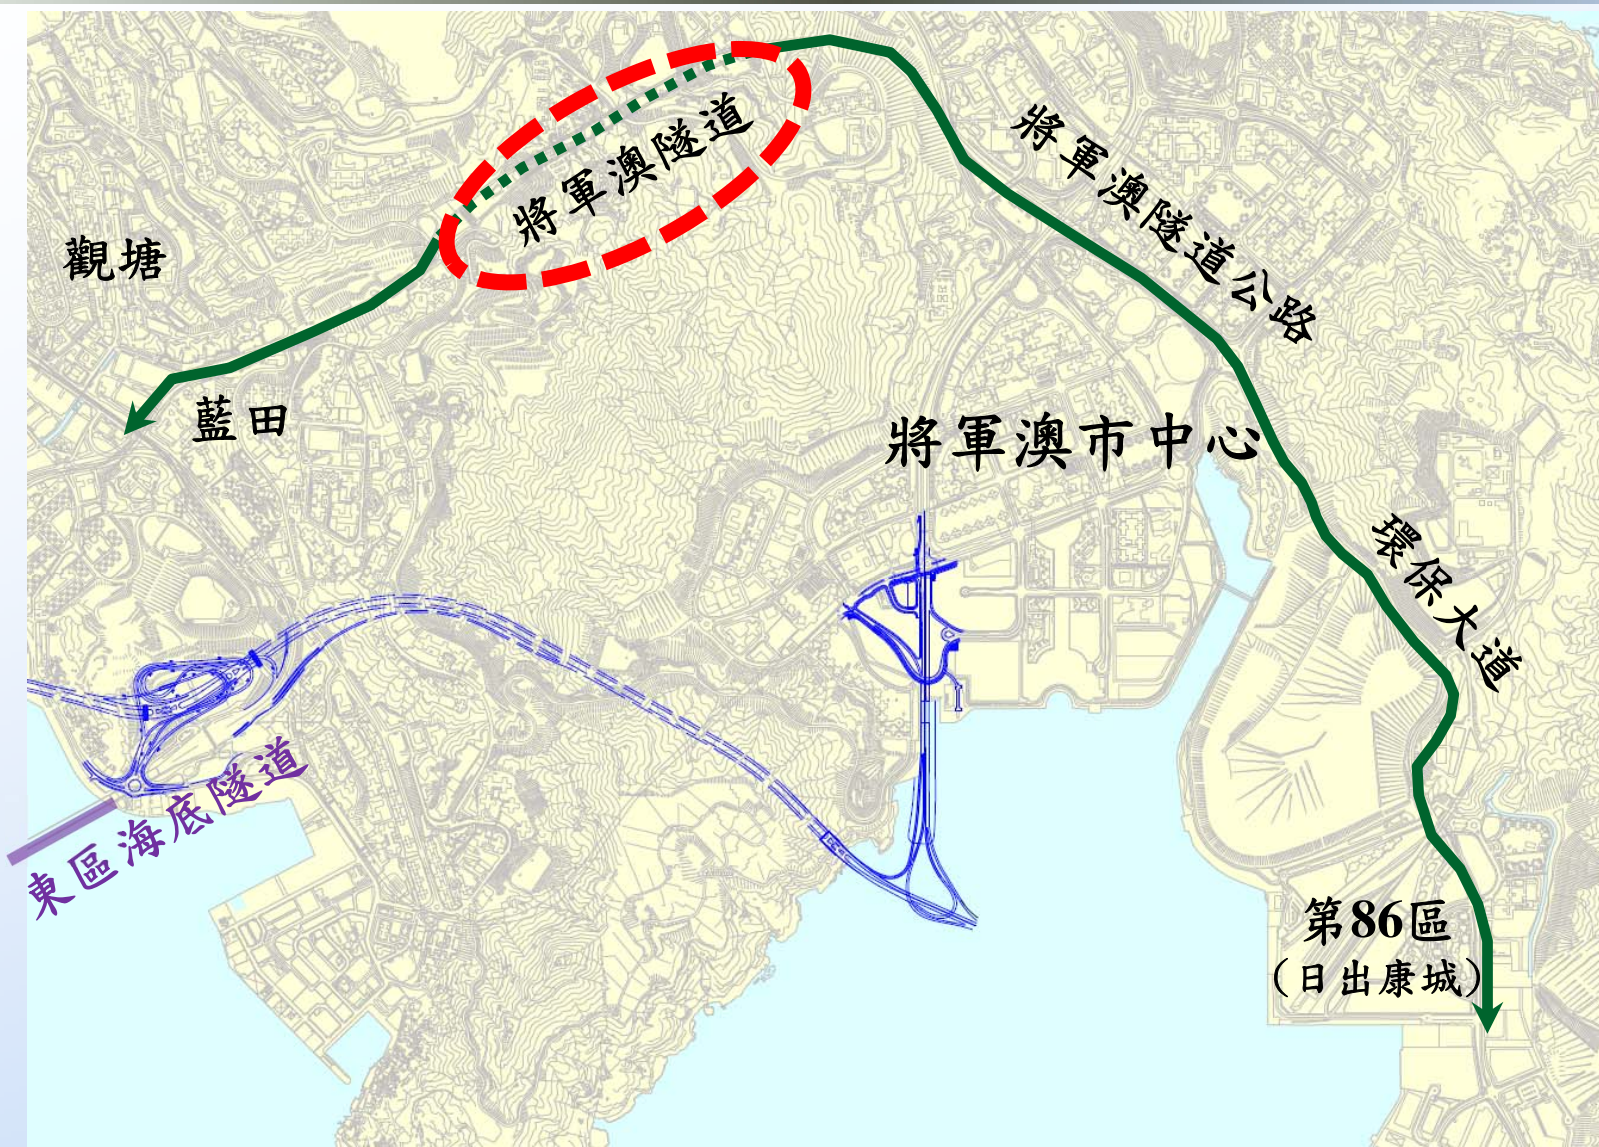 將軍澳隧道
將軍澳隧道公路
觀塘
藍田
將軍澳市中心
環保大道
東區海底隧道
第86區
(日出康城)